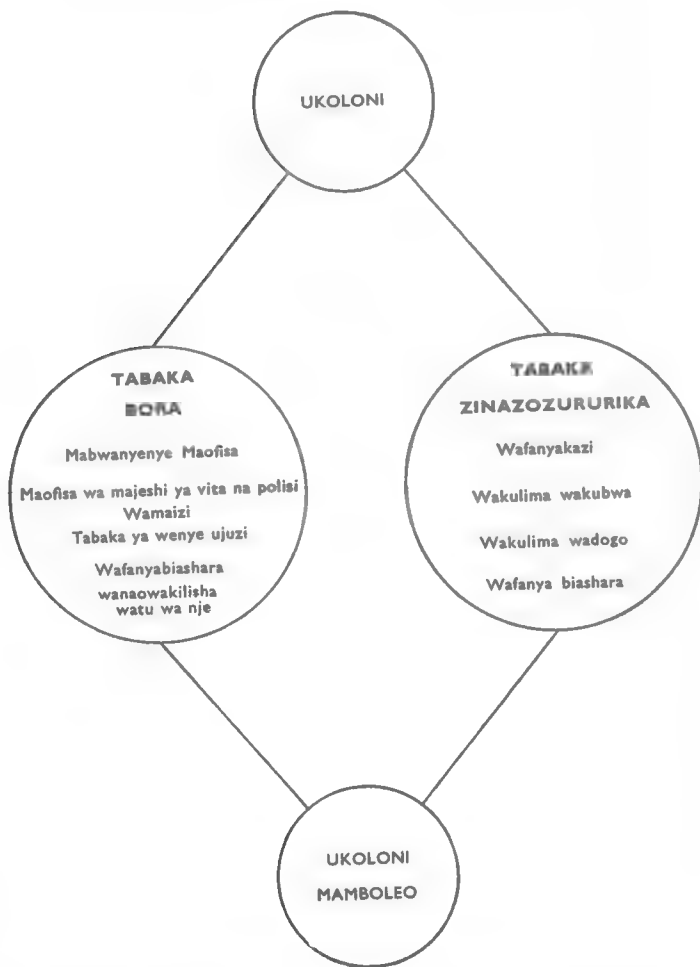 UKOLONI
TABAKA
BORA
Mabwanyenye Maofisa
Maofisa wa majeshi ya vita na polisi
Wamaizi
Tabaka ya wenye ujuzi
Wafanyabiashara
wanaowakilisha
watu wa nje
ZINAZOZURURIKA
Wafanyakazi
Wakulima wakubwa
Wakulima wadogo
Wafanya biashara
UKOLONI
MAMBOLEO